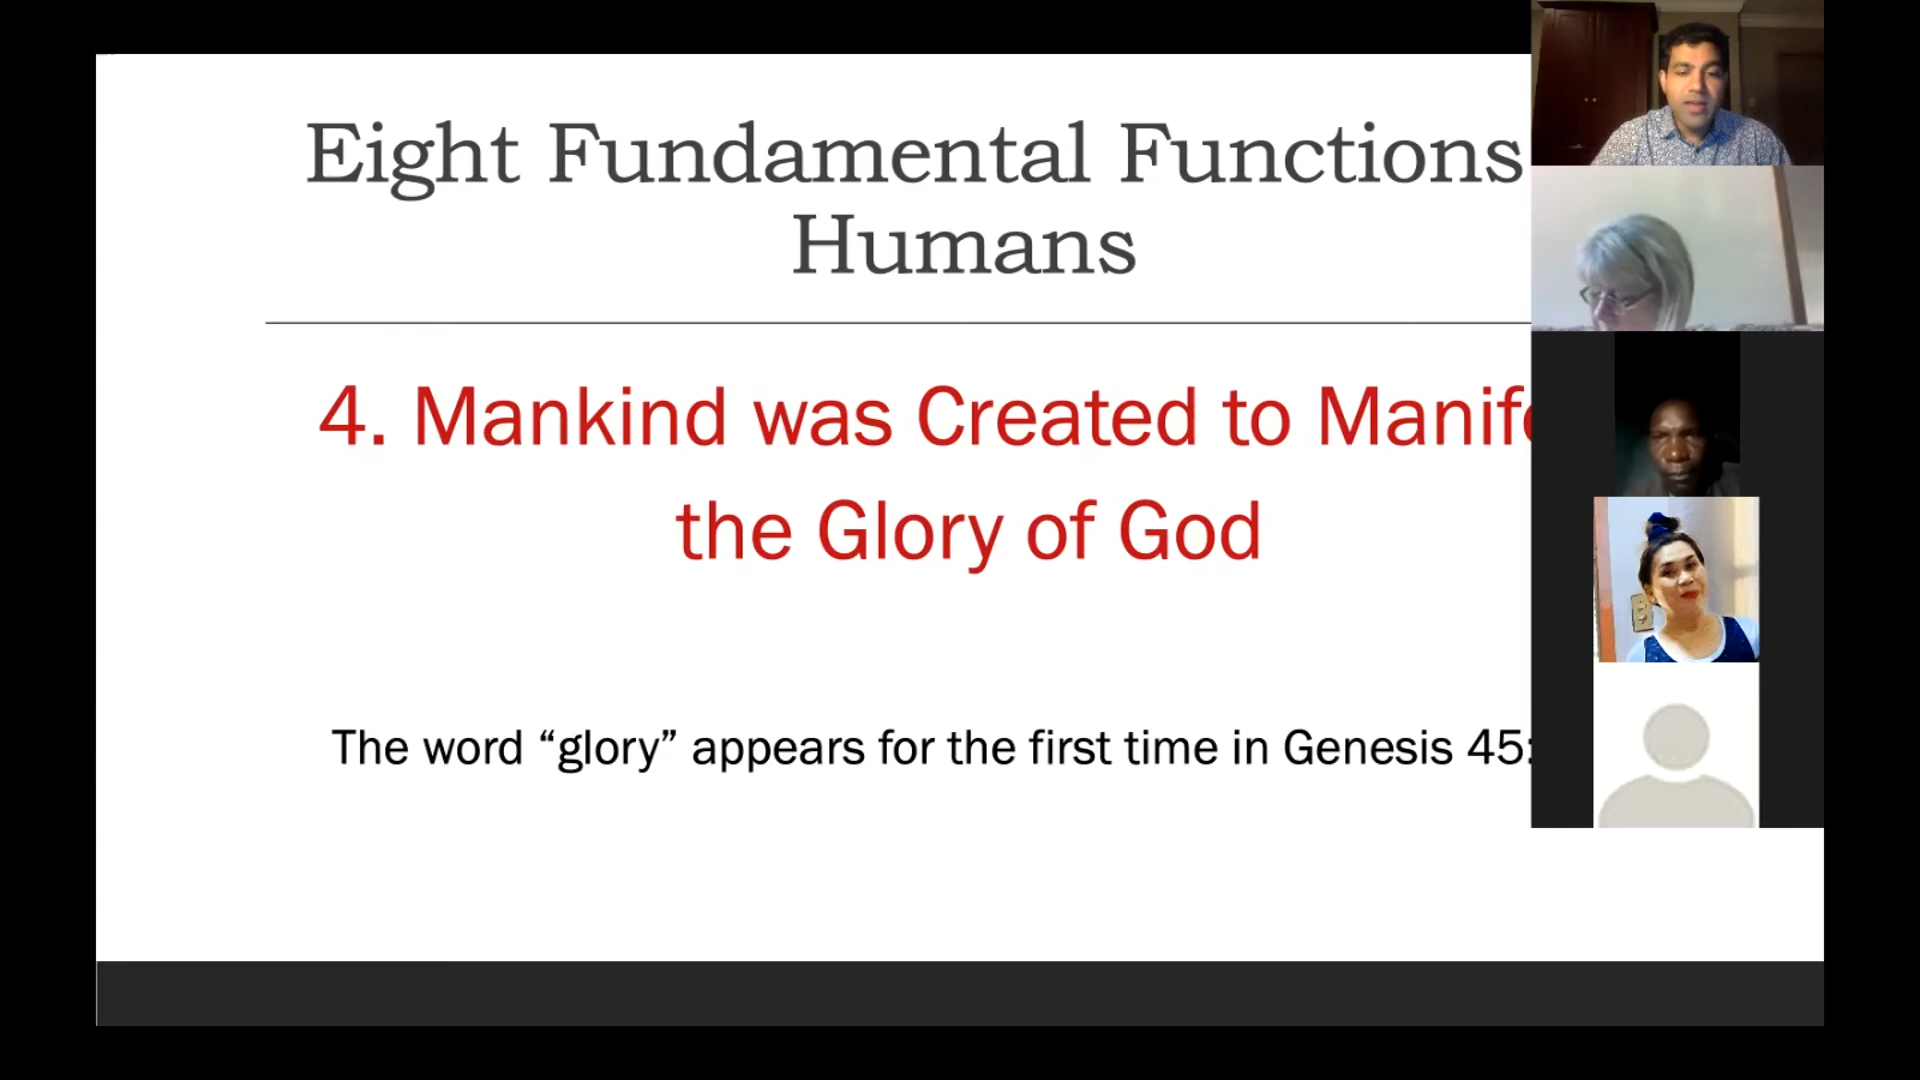 Eight Fundamental Functions
Humans
4. Mankind was Created to Manife
the Glory of God
The word “glory” appears for the first time in Genesis 45: